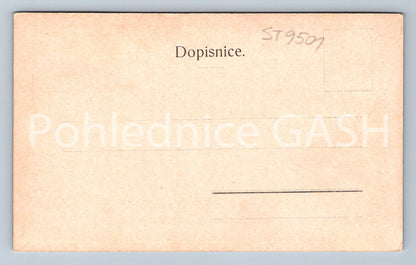 Dopisnice.
ST9501
Pohlednice GASH